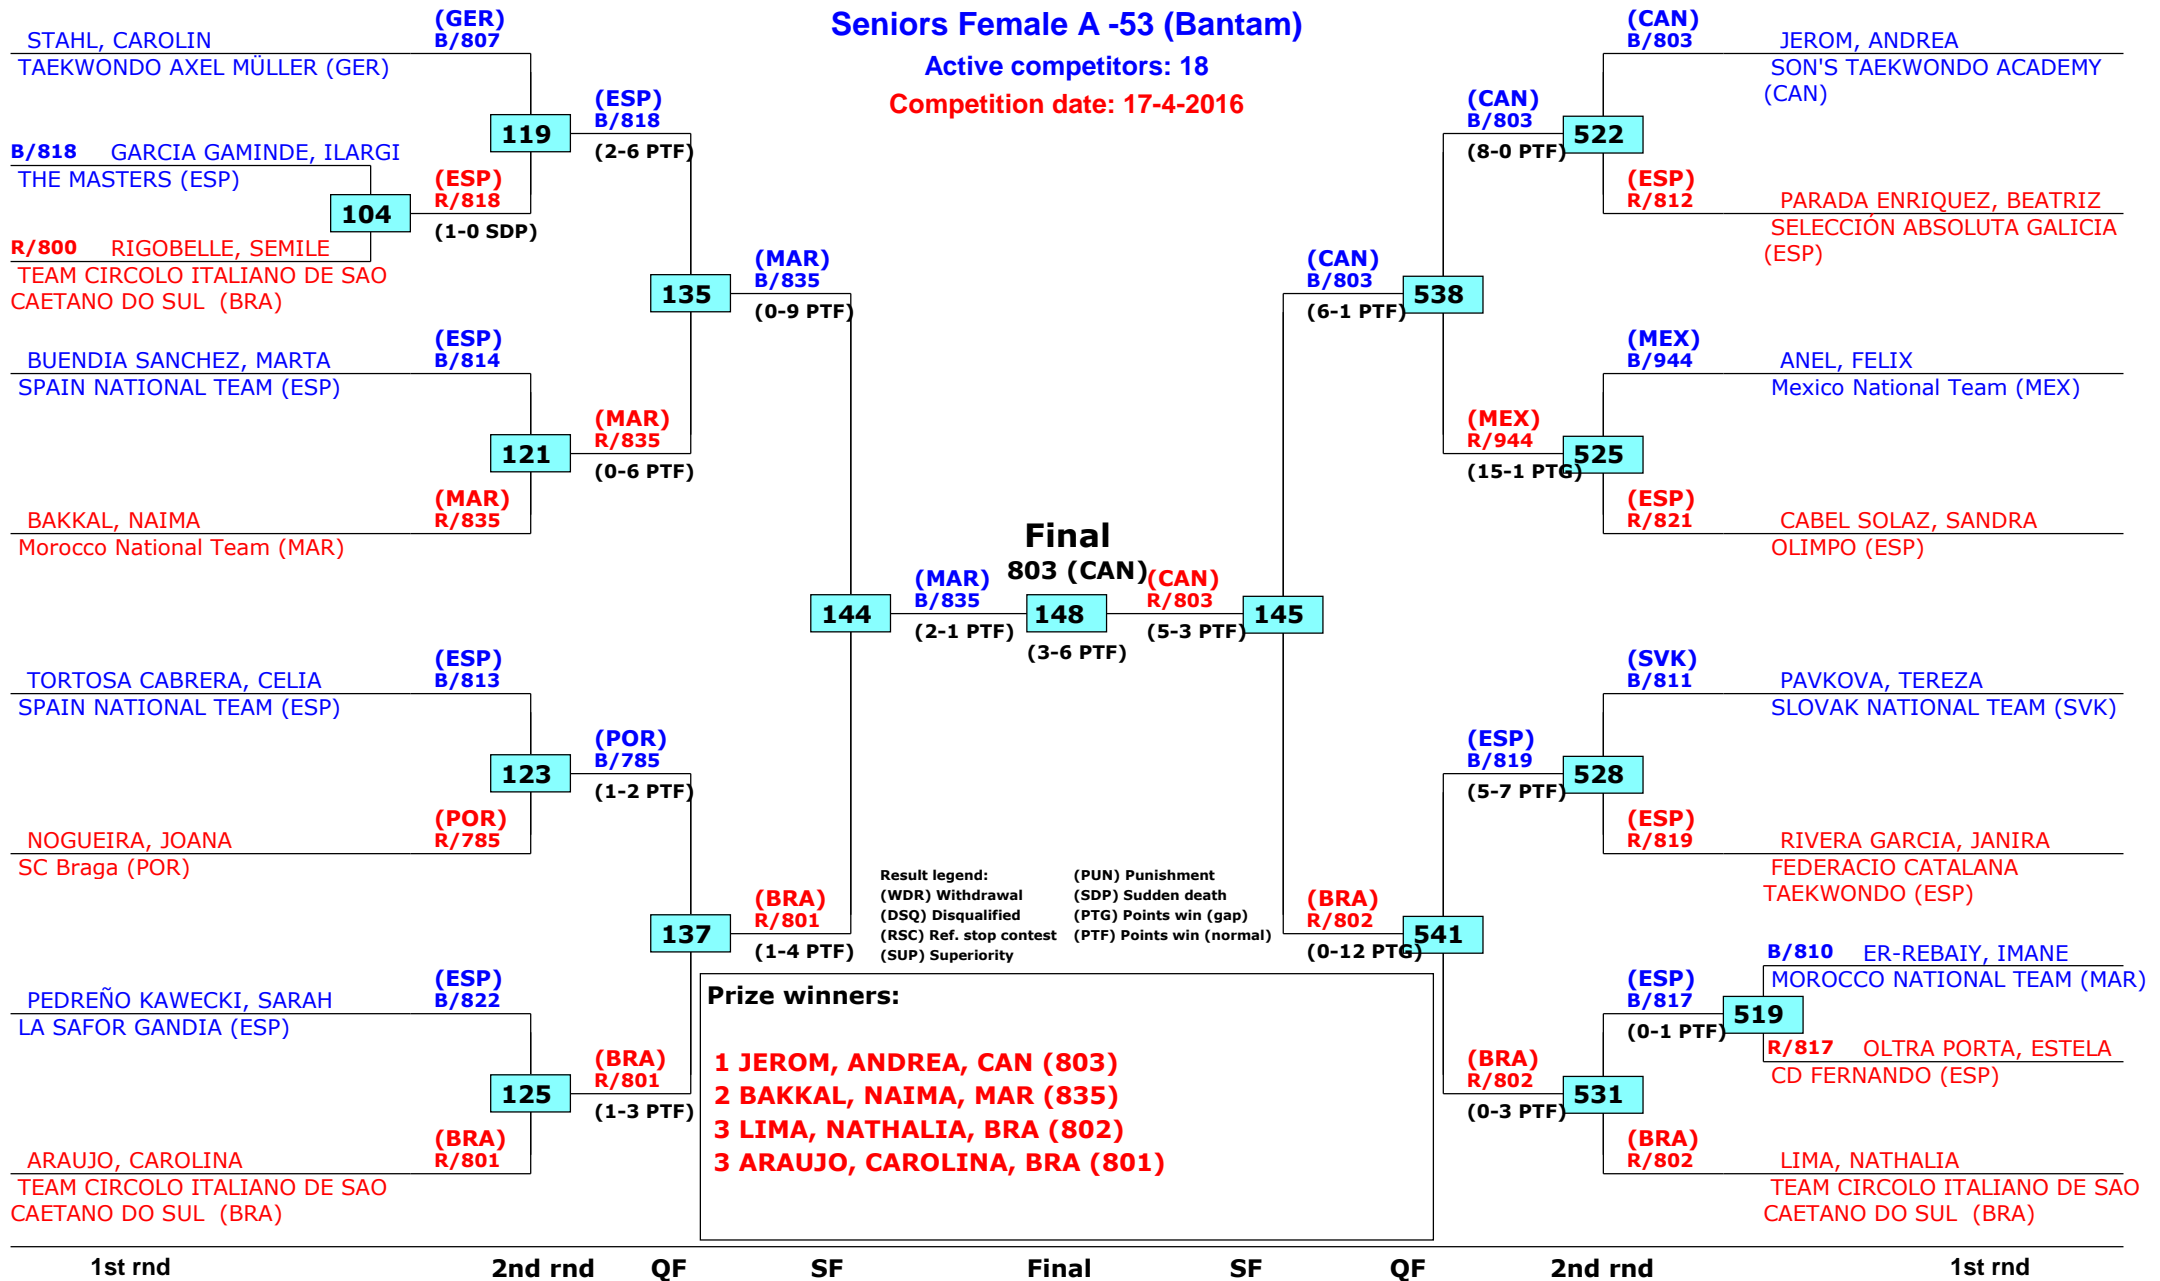 Seniors Female A -53 (Bantam)
Active competitors: 18
Competition date: 17-4-2016
STAHL, CAROLIN
TAEKWONDO AXEL MÜLLER (GER)
(GER)
B/807
119
(ESP)
B/818
(2-6 PTF)
B/818 GARCIA GAMINDE, ILARGI
THE MASTERS (ESP)
104
(ESP)
R/818
(1-0 SDP)
R/800 RIGOBELLE, SEMILE
TEAM CIRCOLO ITALIANO DE SAO
CAETANO DO SUL (BRA)
135
(MAR)
B/835
(0-9 PTF)
BUENDIA SANCHEZ, MARTA
SPAIN NATIONAL TEAM (ESP)
(ESP)
B/814
121
(MAR)
R/835
(0-6 PTF)
BAKKAL, NAIMA
Morocco National Team (MAR)
(MAR)
R/835
144
(MAR)
B/835
(2-1 PTF)
TORTOSA CABRERA, CELIA
SPAIN NATIONAL TEAM (ESP)
(ESP)
B/813
123
(POR)
B/785
(1-2 PTF)
NOGUEIRA, JOANA
SC Braga (POR)
(POR)
R/785
137
(BRA)
R/801
(1-4 PTF)
PEDREÑO KAWECKI, SARAH
LA SAFOR GANDIA (ESP)
(ESP)
B/822
125
(BRA)
R/801
(1-3 PTF)
ARAUJO, CAROLINA
TEAM CIRCOLO ITALIANO DE SAO
CAETANO DO SUL (BRA)
(BRA)
R/801
Final
803 (CAN)
148
(3-6 PTF)
(CAN)
R/803
(5-3 PTF)
145
(CAN)
B/803
JEROM, ANDREA
SON'S TAEKWONDO ACADEMY
(CAN)
(CAN)
B/803
(8-0 PTF)
522
(ESP)
R/812
PARADA ENRIQUEZ, BEATRIZ
SELECCIÓN ABSOLUTA GALICIA
(ESP)
(CAN)
B/803
(6-1 PTF)
538
(MEX)
B/944
ANEL, FELIX
Mexico National Team (MEX)
(MEX)
R/944
(15-1 PTG)
525
(ESP)
R/821
CABEL SOLAZ, SANDRA
OLIMPO (ESP)
(SVK)
B/811
PAVKOVA, TEREZA
SLOVAK NATIONAL TEAM (SVK)
(ESP)
B/819
(5-7 PTF)
528
(ESP)
R/819
RIVERA GARCIA, JANIRA
FEDERACIO CATALANA
TAEKWONDO (ESP)
(BRA)
R/802
(0-12 PTG)
541
B/810 ER-REBAIY, IMANE
MOROCCO NATIONAL TEAM (MAR)
(ESP)
B/817
(0-1 PTF)
519
R/817 OLTRA PORTA, ESTELA
CD FERNANDO (ESP)
(BRA)
R/802
(0-3 PTF)
531
(BRA)
R/802
LIMA, NATHALIA
TEAM CIRCOLO ITALIANO DE SAO
CAETANO DO SUL (BRA)
Result legend:
(WDR) Withdrawal
(DSQ) Disqualified
(RSC) Ref. stop contest
(SUP) Superiority
(PUN) Punishment
(SDP) Sudden death
(PTG) Points win (gap)
(PTF) Points win (normal)
Prize winners:
1 JEROM, ANDREA, CAN (803)
2 BAKKAL, NAIMA, MAR (835)
3 LIMA, NATHALIA, BRA (802)
3 ARAUJO, CAROLINA, BRA (801)
1st rnd 2nd rnd QF SF Final SF QF 2nd rnd 1st rnd